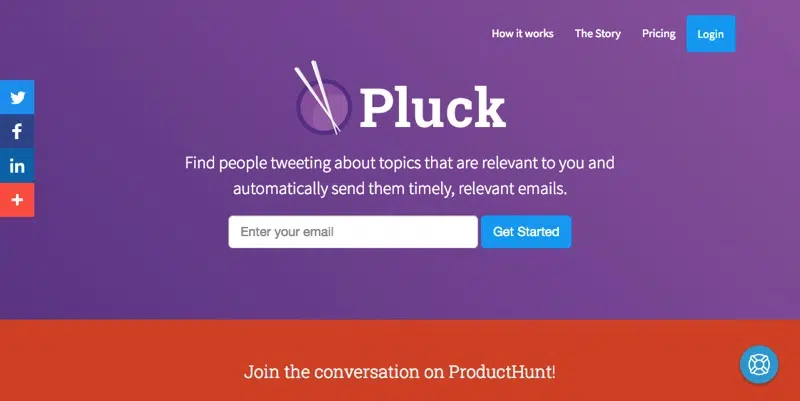 How it works The Story Pricing Login
Pluck
Find people tweeting about topics that are relevant to you and
automatically send them timely, relevant emails.
Enter your email Get Started
Join the conversation on ProductHunt!